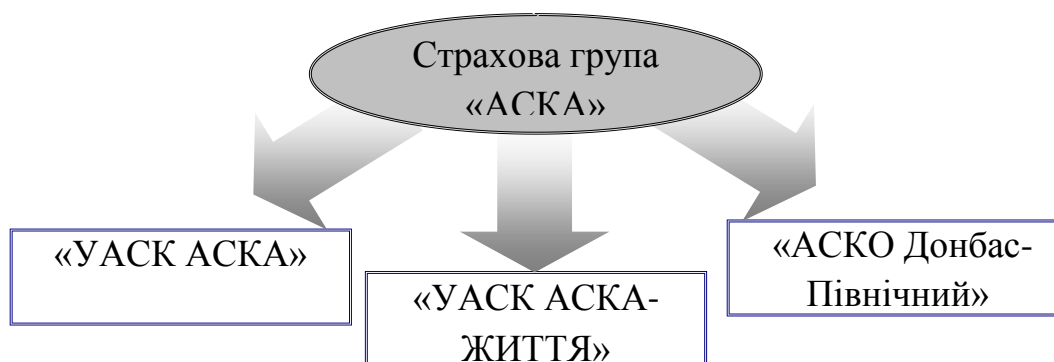 Страхова група
«АСКА»
«УАСК АСКА»
«УАСК АСКА-
ЖИТТЯ»
«АСКО Донбас-
Північний»